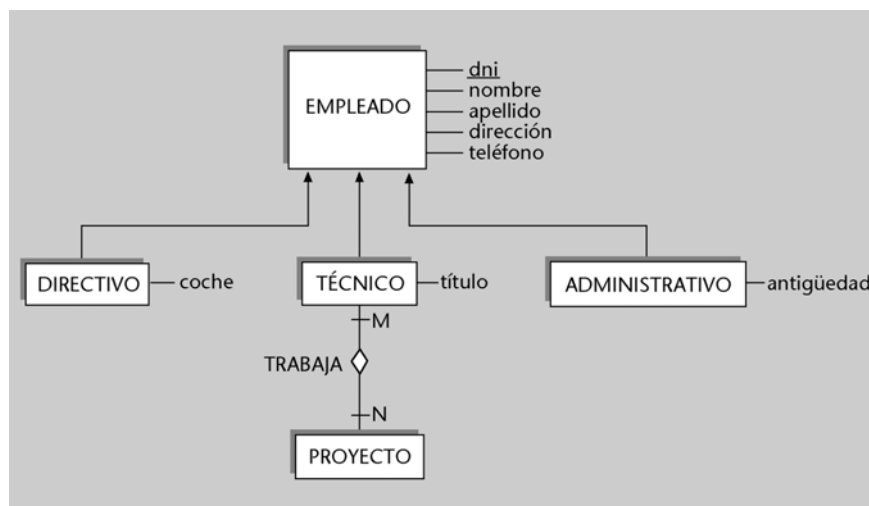 EMPLEADO
dni
nombre
apellido
dirección
teléfono
DIRECTIVO
coche
TÉCNICO
título
ADMINISTRATIVO
antigüedad
M
TRABAJA
N
PROYECTO